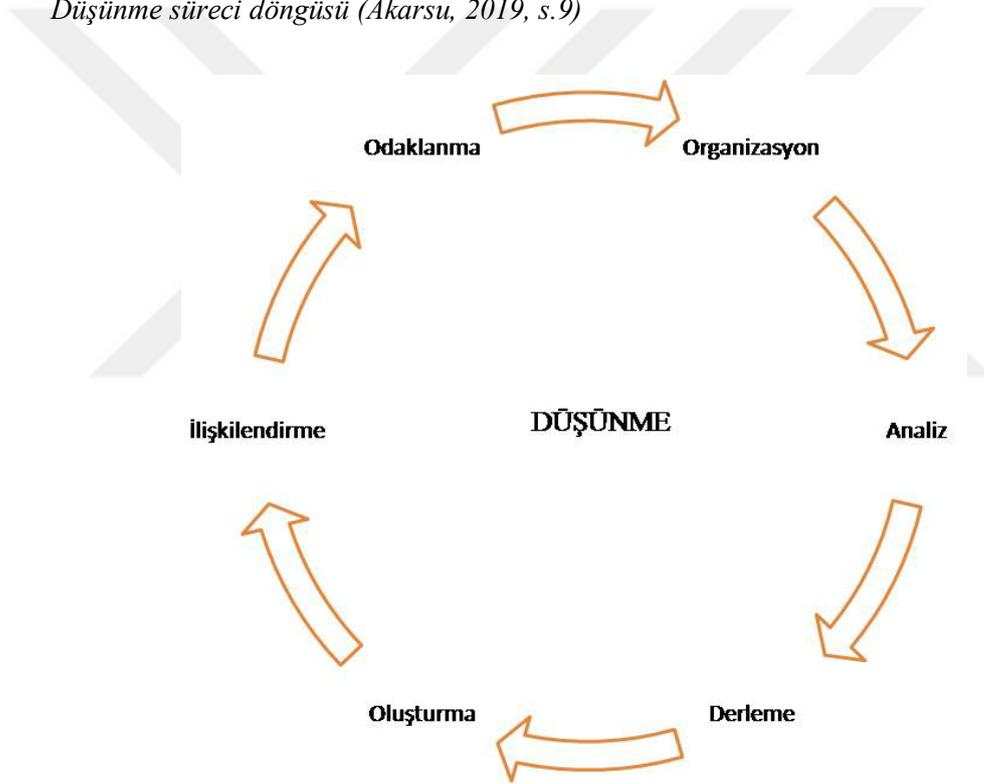 Düşünme süreci döngüsü (Akarsu, 2019, s.9)
Odaklanma
Organizasyon
İlişkilendirme
DÜŞÜNME
Analiz
Oluşturma
Derleme